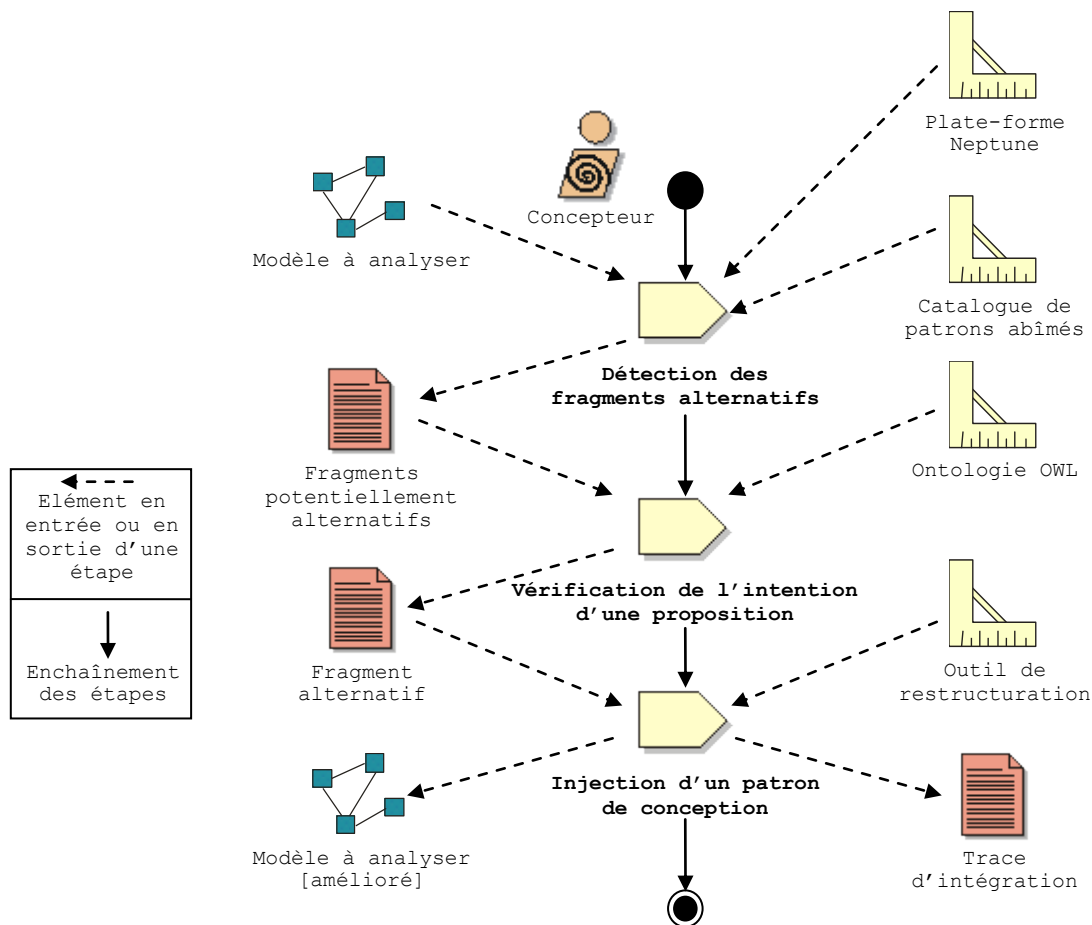 Plate-forme
Neptune
Concepteur
Modèle à analyser
Catalogue de
patrons abîmés
Détection des
fragments alternatifs
Fragments
potentiellement
alternatifs
Ontologie OWL
Elément en
entrée ou en
sortie d'une
étape
Vérification de l'intention
d'une proposition
Enchaînement
des étapes
Fragment
alternatif
Outil de
restructuration
Injection d'un patron
de conception
Modèle à analyser
[amélioré]
Trace
d'intégration